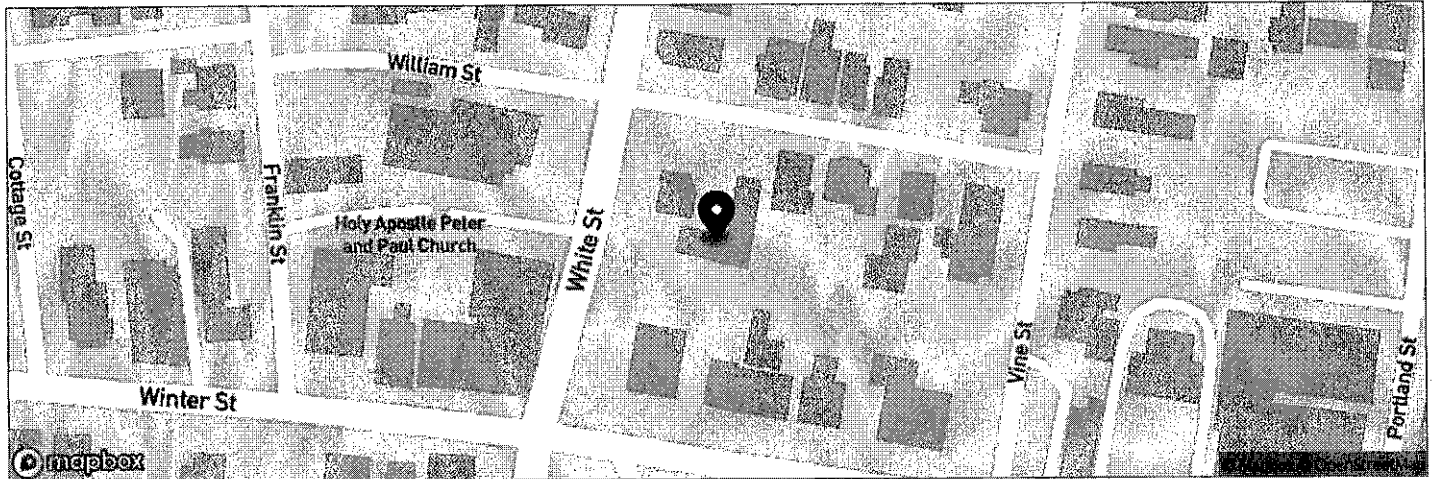 William St
Cottage St
Franklin St
Holy Apostle Peter
and Paul Church
White St
Vine St
Portland St
Winter St
mapbox
OpenStreetMap